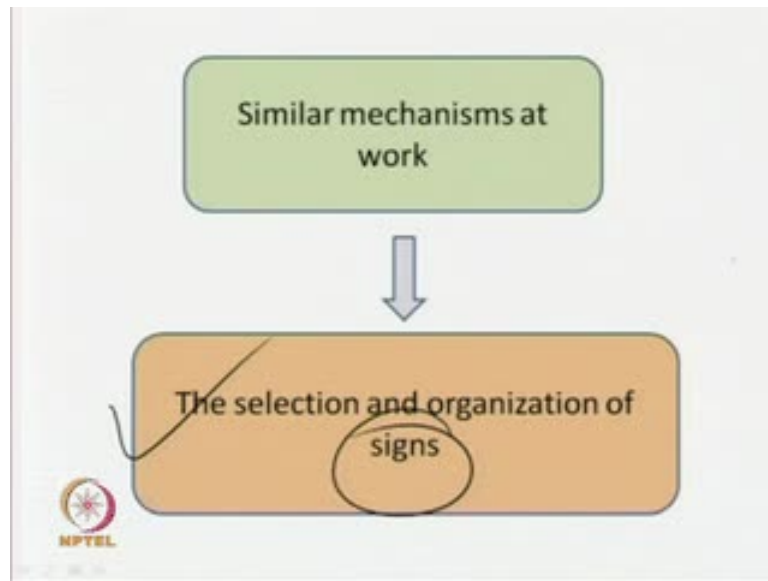 Similar mechanisms at
work
The selection and organization of
signs
NPTEL